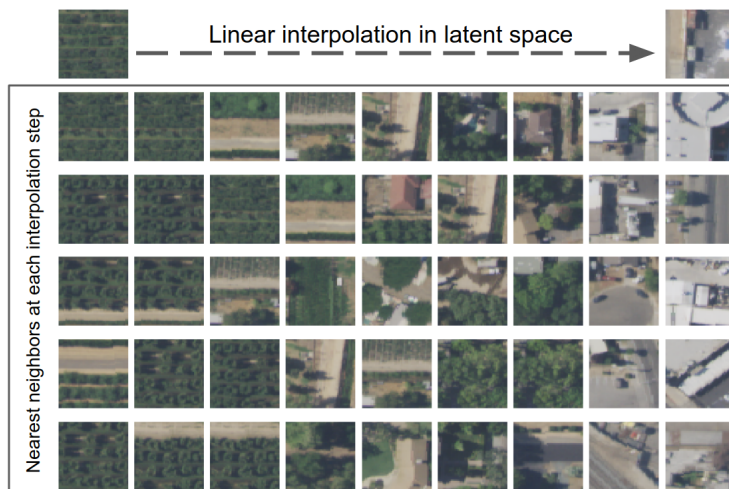 Linear interpolation in latent space
Nearest neighbors at each interpolation step